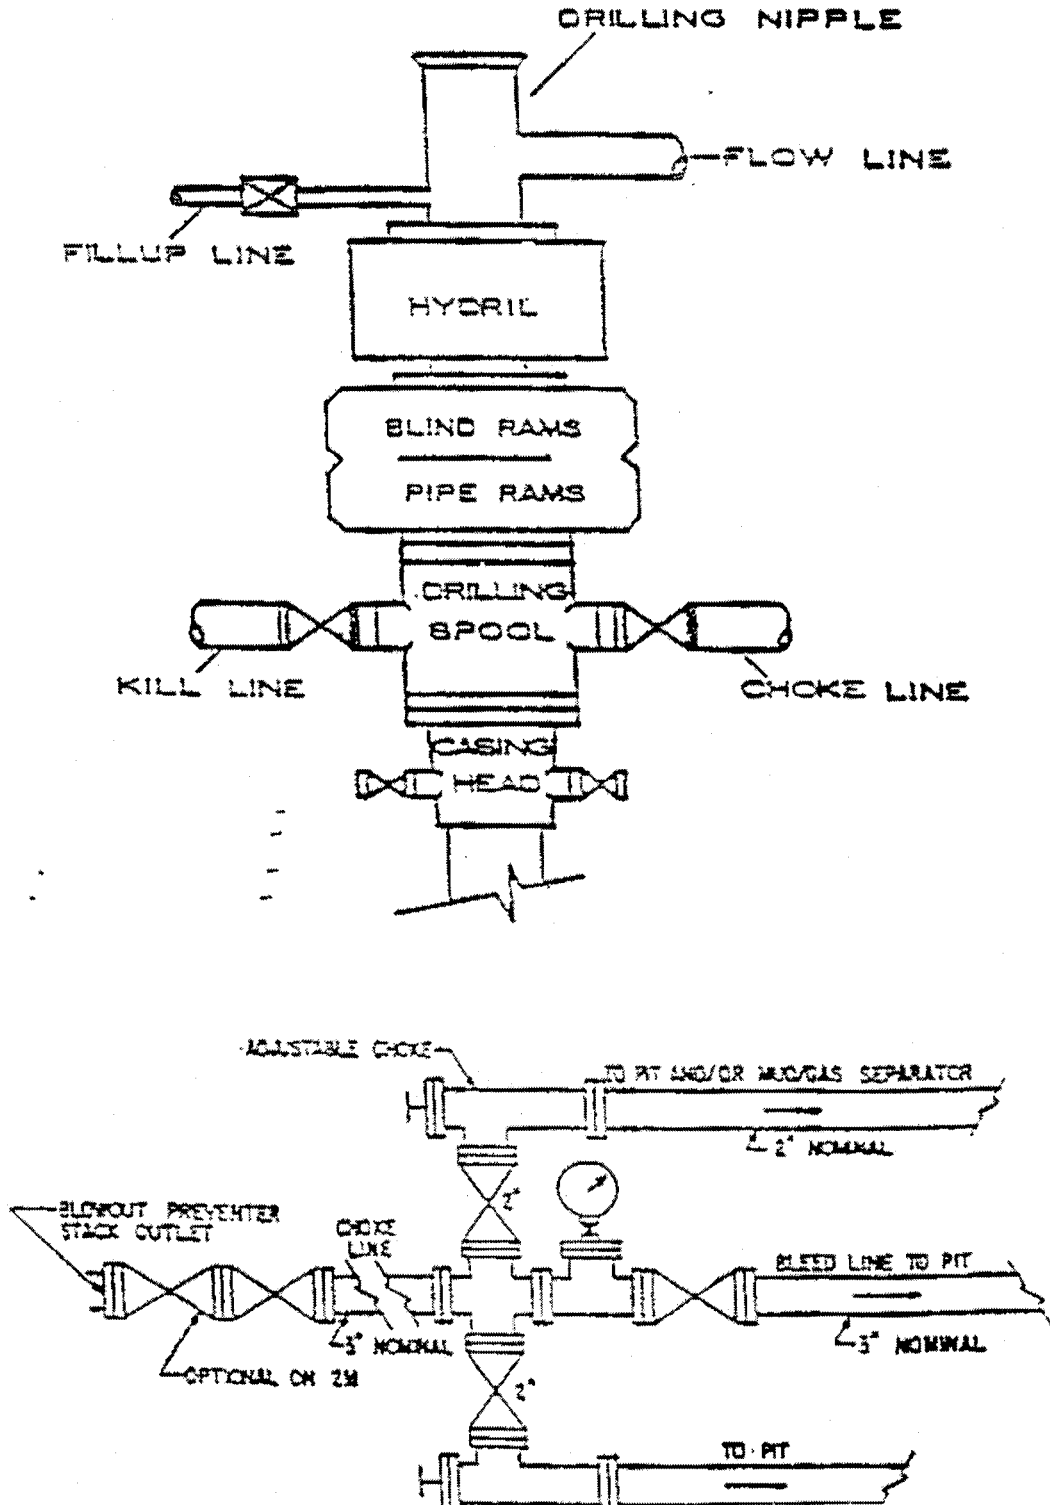 DRILLING NIPPLE
FLOW LINE
FILLUP LINE
HYDRIL
BLIND RAMS
PIPE RAMS
DRILLING
SPOOL
KILL LINE
CHOKE LINE
CASING
HEAD
ADJUSTABLE CHOKE
TO PIT AND/OR MUD/GAS SEPARATOR
2" NOMINAL
2"
BLOWOUT PREVENTER
STACK OUTLET
CHOKE
LINE
BLEED LINE TO PIT
3" NOMINAL
3" NOMINAL
OPTIONAL ON 2M
2"
TO PIT